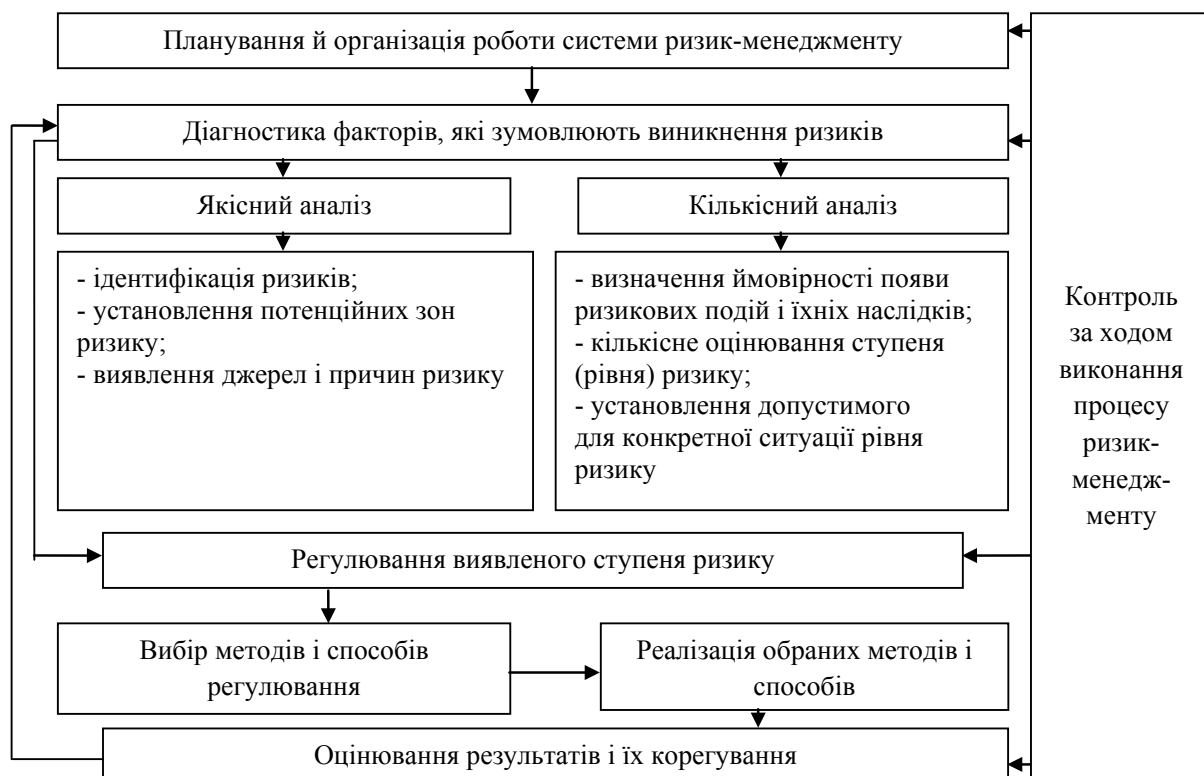 Планування й організація роботи системи ризик-менеджменту
Діагностика факторів, які зумовлюють виникнення ризиків
Якісний аналіз
Кількісний аналіз
- ідентифікація ризиків;
- установлення потенційних зон
ризику;
- виявлення джерел і причин ризику
- визначення ймовірності появи
ризикових подій і їхніх наслідків;
- кількісне оцінювання ступеня
(рівня) ризику;
- установлення допустимого
для конкретної ситуації рівня
ризику
Регулювання виявленого ступеня ризику
Вибір методів і способів
регулювання
Реалізація обраних методів і
способів
Оцінювання результатів і їх корегування
Контроль
за ходом
виконання
процесу
ризик-
менедж-
менту